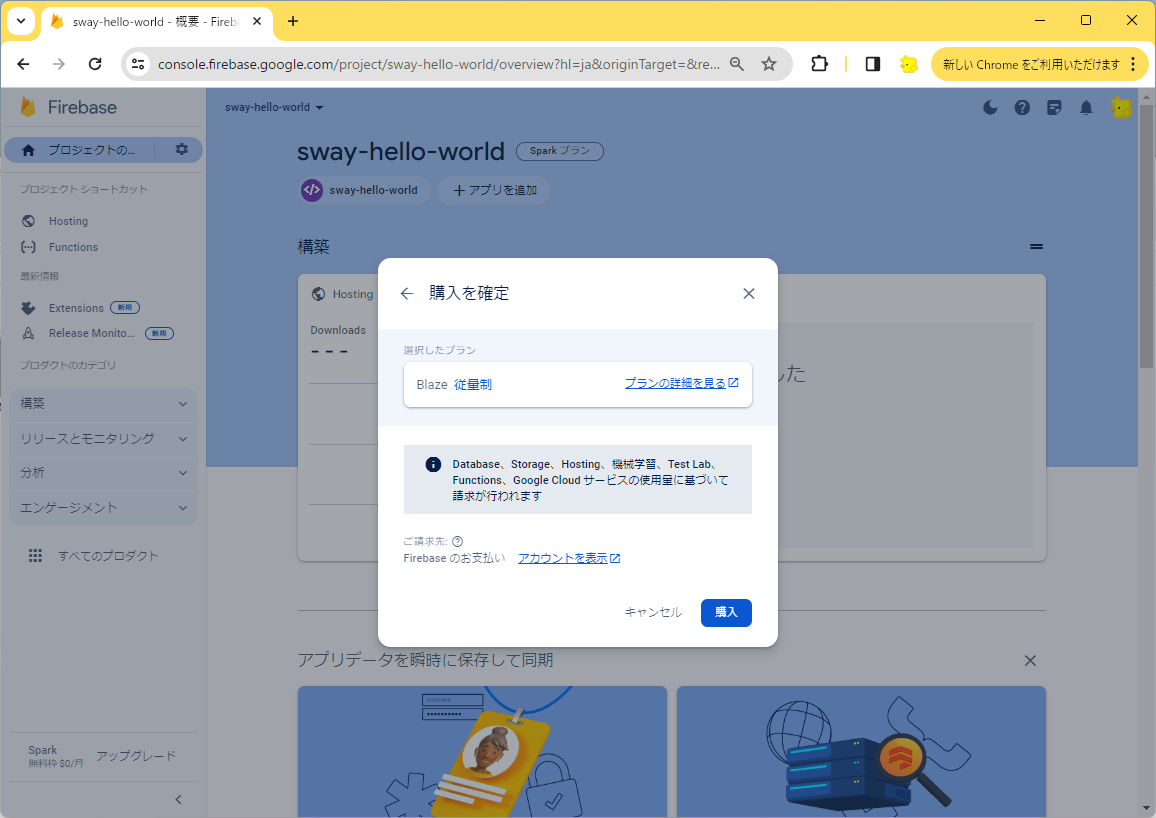 sway-hello-world - 概要 - Fireb
console.firebase.google.com/project/sway-hello-world/overview?hl=ja&originTarget=&re...
新しい Chrome をご利用いただけます
Firebase
sway-hello-world
プロジェクトの...
sway-hello-world
Spark プラン
プロジェクト ショートカット
sway-hello-world
アプリを追加
Hosting
Functions
構築
最新情報
Extensions
新規
Release Monito...
新規
プロダクトのカテゴリ
構築
リリースとモニタリング
分析
エンゲージメント
すべてのプロダクト
Hosting
Downloads
---
した
購入を確定
選択したプラン
Blaze 従量制
プランの詳細を見る
Database、Storage、Hosting、機械学習、Test Lab、
Functions、Google Cloud サービスの使用量に基づいて
請求が行われます
ご請求先:
Firebase のお支払い アカウントを表示
キャンセル
購入
アプリデータを瞬時に保存して同期
Spark
無料枠 $0/月
アップグレード